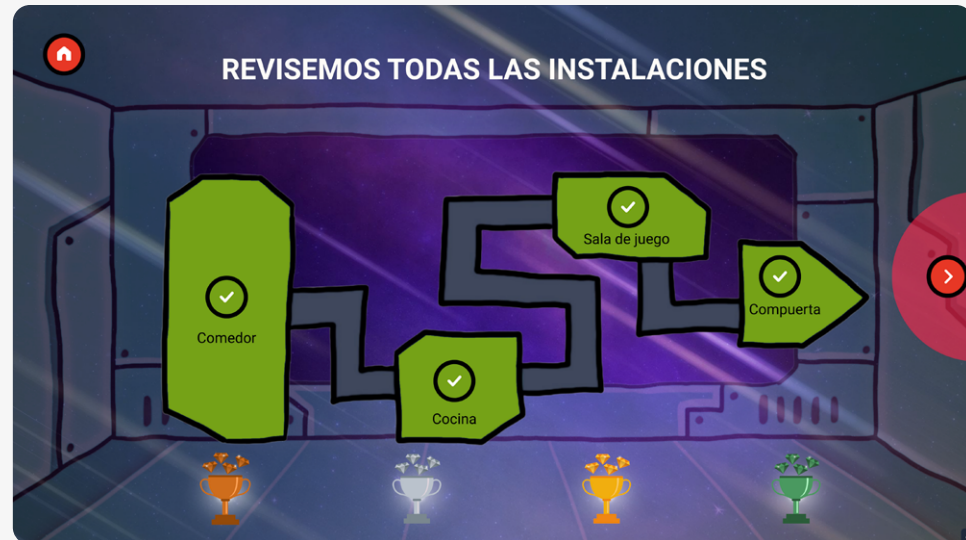 REVISEMOS TODAS LAS INSTALACIONES
Sala de juego
Compuerta
Comedor
Cocina